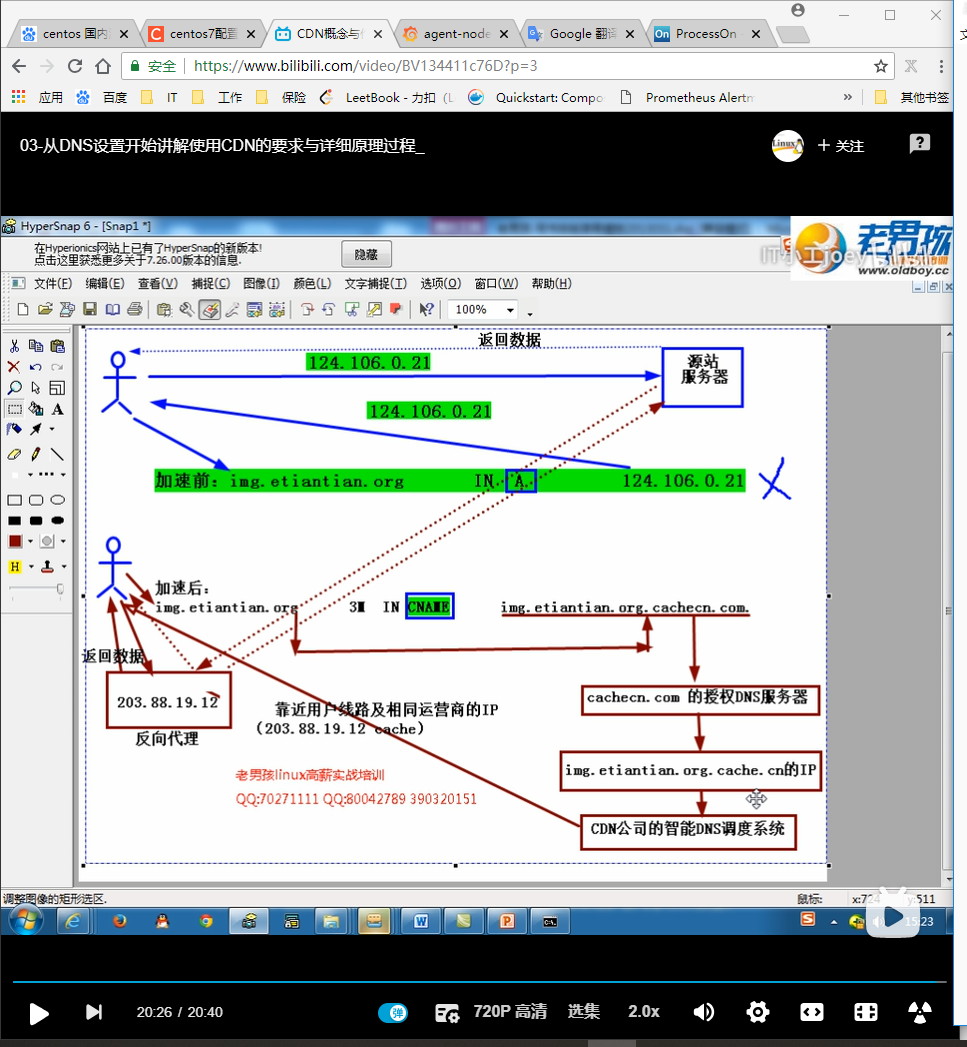 centos 国内
centos7配置
CDN概念与
agent-node
Google 翻译
ProcessOn
安全
https://www.bilibili.com/video/BV134411c76D?p=3
应用
百度
IT
工作
保险
LeetBook - 力扣（L
Quickstart: Compo
Prometheus Alertm
»
其他书签
03-从DNS设置开始讲解使用CDN的要求与详细原理过程_
Linux
+ 关注
HyperSnap 6 - [Snap1 *]
在Hyperionics网站上已有了HyperSnap的新版本!
点击这里获悉更多关于7.26.00版本的信息.
隐藏
老男孩
www.oldboy.cc
文件(F)
编辑(E)
查看(V)
捕捉(C)
图像(I)
颜色(L)
文字捕捉(T)
选项(O)
窗口(W)
帮助(H)
100%
返回数据
124.106.0.21
源站
服务器
124.106.0.21
加速前：img.etiantian.org IN A 124.106.0.21
加速后：
img.etiantian.org 3M IN CNAME img.etiantian.org.cachecn.com.
返回数据
203.88.19.12
反向代理
靠近用户线路及相同运营商的IP
（203.88.19.12 cache）
cachecn.com 的授权DNS服务器
img.etiantian.org.cache.cn的IP
CDN公司的智能DNS调度系统
老男孩linux高薪实战培训
QQ:70271111 QQ:80042789 390320151
调整图像的矩形选区.
鼠标:
x:724
y:511
15:23
20:26 / 20:40
弹
720P 高清
选集
2.0x